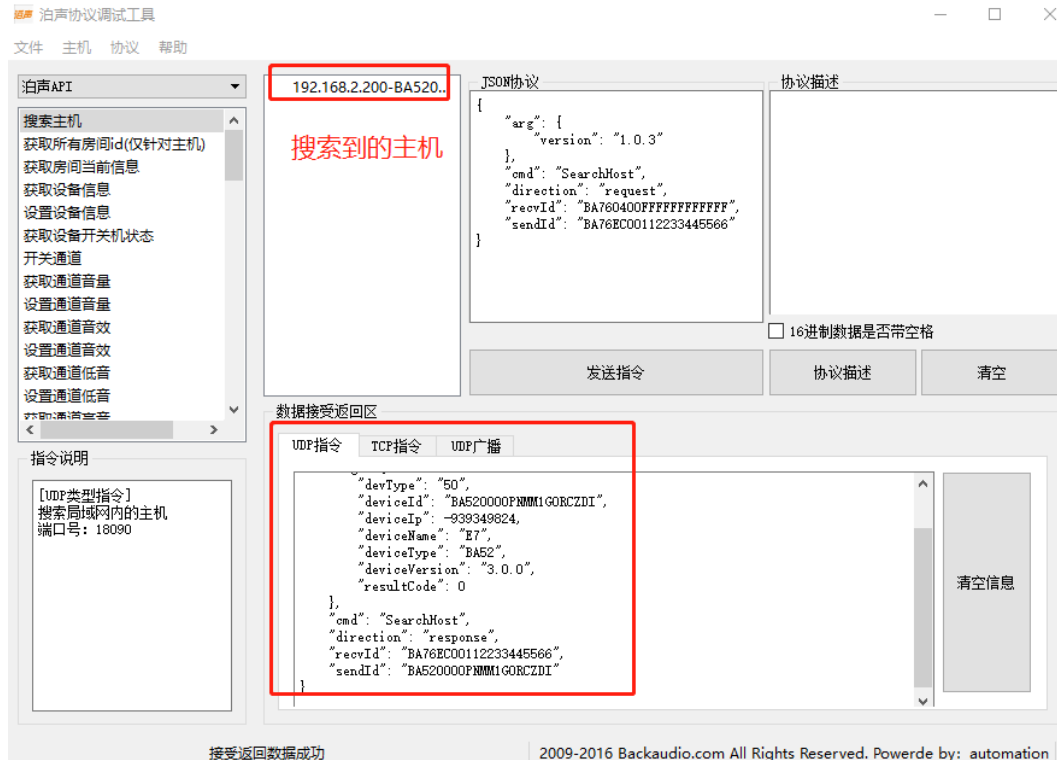 泊声 泊声协议调试工具
文件 主机 协议 帮助
泊声API
搜索主机
获取所有房间id(仅针对主机)
获取房间当前信息
获取设备信息
设置设备信息
获取设备开关机状态
开关通道
获取通道音量
设置通道音量
获取通道音效
设置通道音效
获取通道低音
设置通道低音
获取通道高音
指令说明
[UDP类型指令]
搜索局域网内的主机
端口号：18090
192.168.2.200-BA520..
搜索到的主机
JSON协议
{
"arg": {
"version": "1.0.3"
},
"cmd": "SearchHost",
"direction": "request",
"recvId": "BA760400FFFFFFFFFFFF",
"sendId": "BA76EC00112233445566"
}
协议描述
16进制数据是否带空格
发送指令
协议描述
清空
数据接受返回区
UDP指令 TCP指令 UDP广播
"devType": "50",
"deviceId": "BA520000PNMM1GORCZDI",
"deviceIp": -939349824,
"deviceName": "E7",
"deviceType": "BA52",
"deviceVersion": "3.0.0",
"resultCode": 0
},
"cmd": "SearchHost",
"direction": "response",
"recvId": "BA76EC00112233445566",
"sendId": "BA520000PNMM1GORCZDI"
}
清空信息
接受返回数据成功
2009-2016 Backaudio.com All Rights Reserved. Powerde by: automation